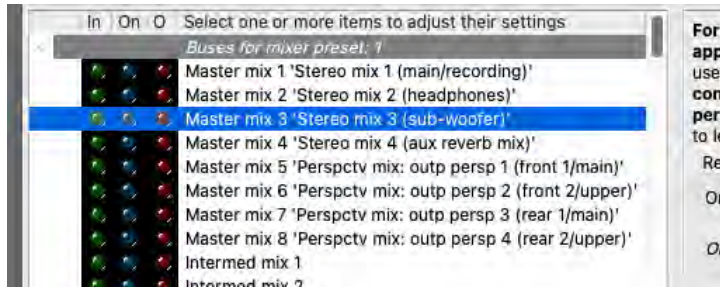 In On O Select one or more items to adjust their settings
Buses for mixer preset: 1
Master mix 1 'Stereo mix 1 (main/recording)'
Master mix 2 'Stereo mix 2 (headphones)'
Master mix 3 'Stereo mix 3 (sub-woofer)'
Master mix 4 'Stereo mix 4 (aux reverb mix)'
Master mix 5 'Perspctv mix: outp persp 1 (front 1/main)'
Master mix 6 'Perspctv mix: outp persp 2 (front 2/upper)'
Master mix 7 'Perspctv mix: outp persp 3 (rear 1/main)'
Master mix 8 'Perspctv mix: outp persp 4 (rear 2/upper)'
Intermed mix 1
Intermed mix 2
For
app
use
con
per
to l
Re
O
O